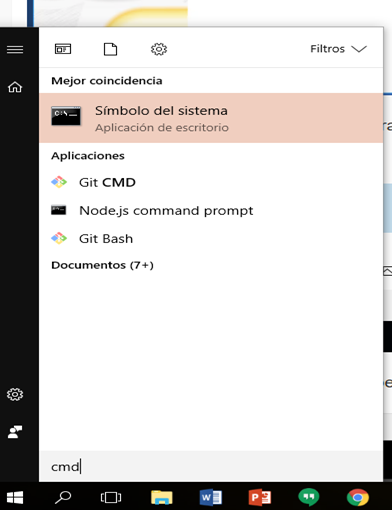 Filtros
Mejor coincidencia
Símbolo del sistema
Aplicación de escritorio
Aplicaciones
Git CMD
Node.js command prompt
Git Bash
Documentos (7+)
cmd